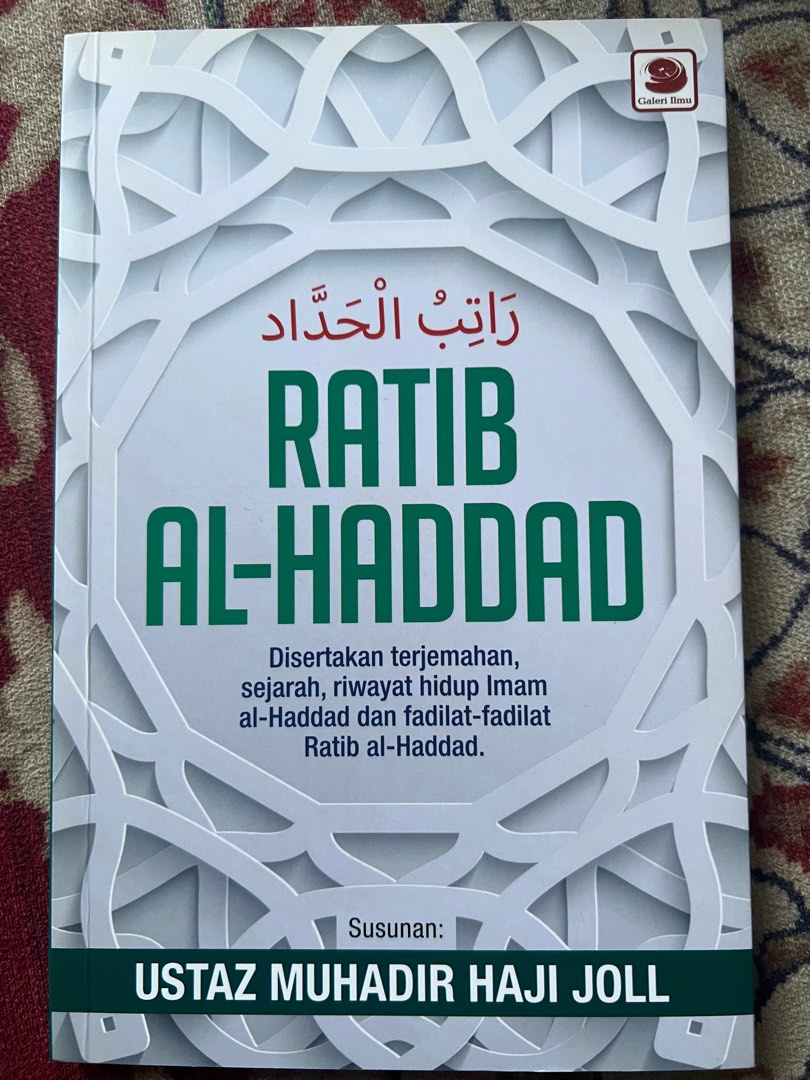 Galeri Ilmu
رَاتِبُ الْحَدَّاد
RATIB
AL-HADDAD
Disertakan terjemahan,
sejarah, riwayat hidup Imam
al-Haddad dan fadilat-fadilat
Ratib al-Haddad.
Susunan:
USTAZ MUHADIR HAJI JOLL